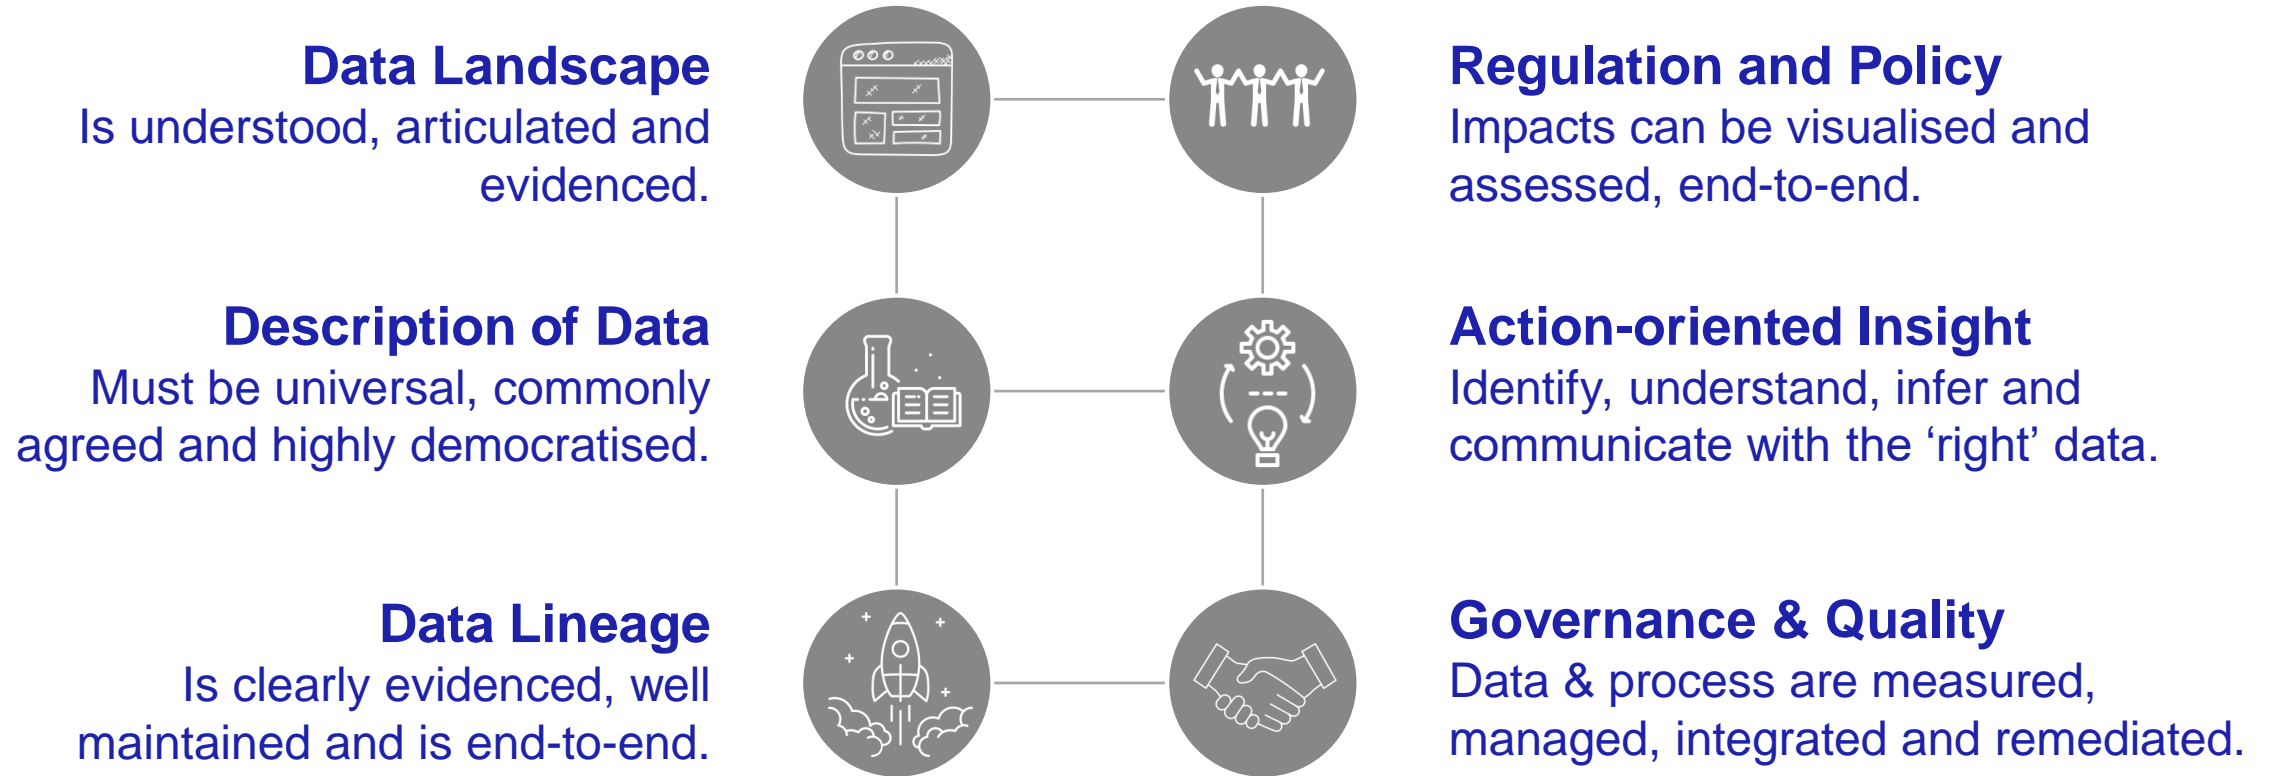 Data Landscape
Is understood, articulated and
evidenced.
Regulation and Policy
Impacts can be visualised and
assessed, end-to-end.
Description of Data
Must be universal, commonly
agreed and highly democratised.
Action-oriented Insight
Identify, understand, infer and
communicate with the ‘right’ data.
Data Lineage
Is clearly evidenced, well
maintained and is end-to-end.
Governance & Quality
Data & process are measured,
managed, integrated and remediated.